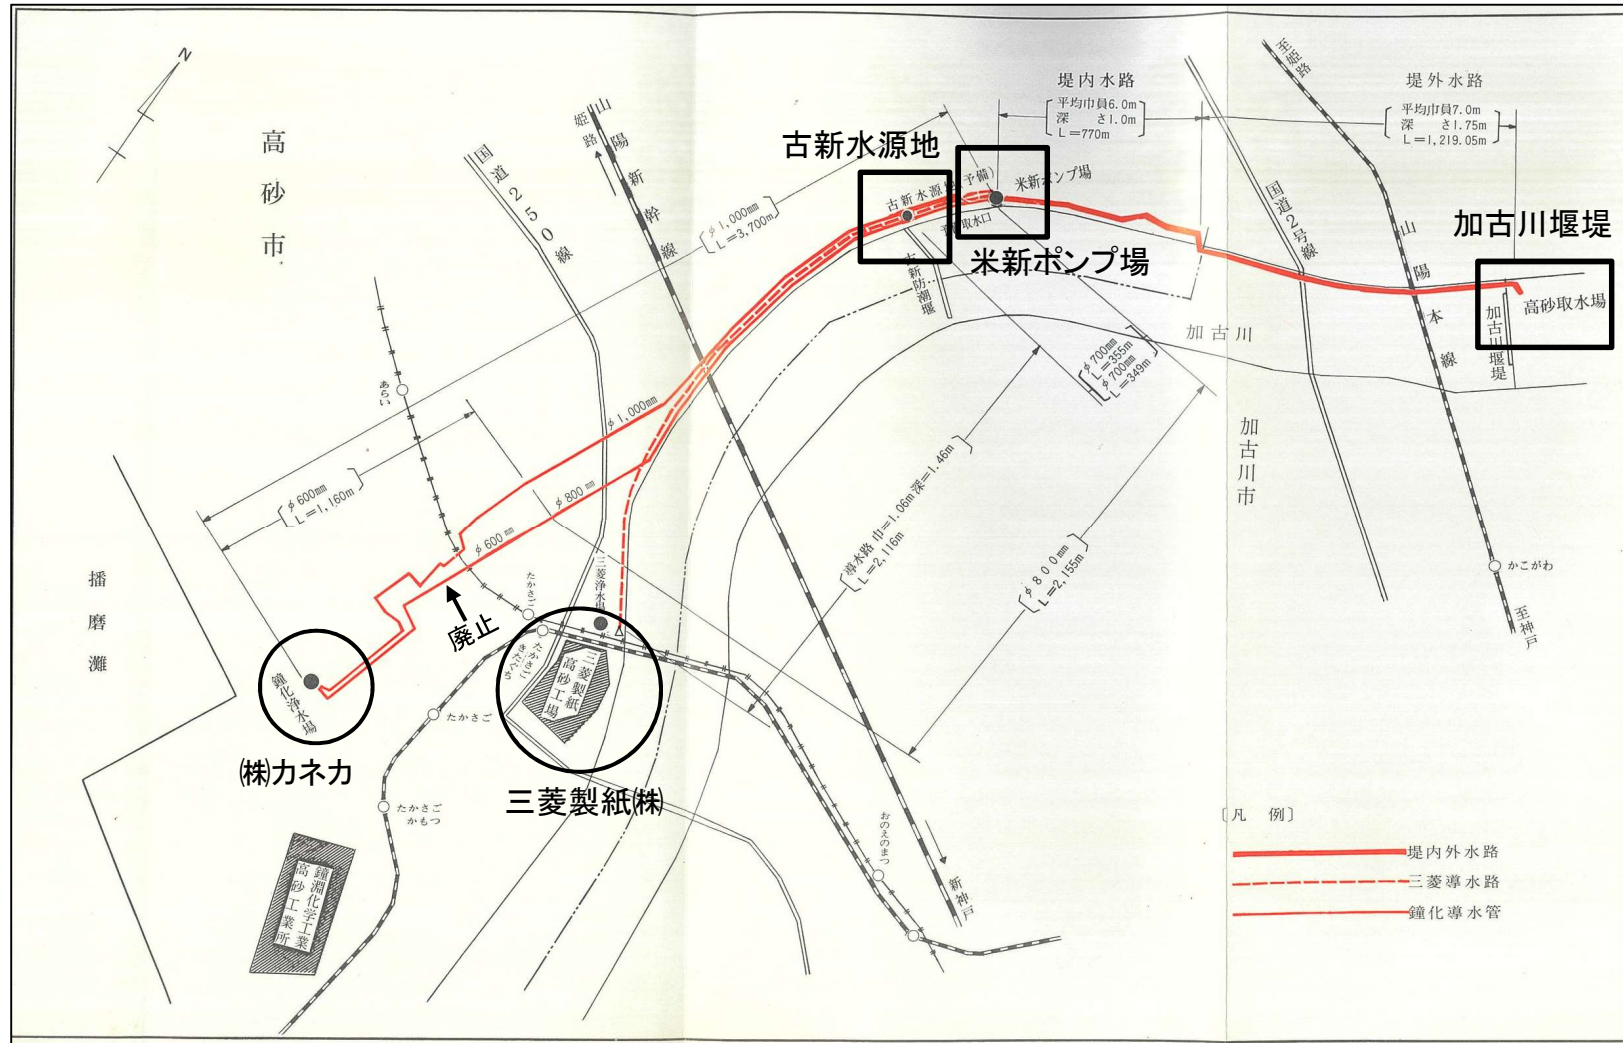 N
高砂市
国道250線
山陽新幹線
姫路
堤内水路
平均巾員6.0m
深 さ1.0m
L=770m
至姫路
堤外水路
平均巾員7.0m
深 さ1.75m
L=1,219.05m
古新水源地
古新水源地(予備)
米新ポンプ場
予備取水口
米新ポンプ場
φ1,000mm
L=3,700m
古新防潮堰
国道2号線
山陽本線
加古川堰堤
高砂取水場
加古川堰堤
加古川
φ700mm
L=355m
φ700mm
L=349m
加古川市
あらい
φ1,000mm
φ600mm
L=1,160m
φ800mm
φ600mm
導水路 巾=1.06m 深=1.46m
L=2,116m
φ800mm
L=2,155m
かこがわ
至神戸
播磨灘
廃止
たかさご
三菱浄水場
たかさご
きたぐち
三菱製紙
高砂工場
鐘化浄水場
たかさご
㈱カネカ
三菱製紙㈱
たかさご
かもつ
おのえのまつ
新神戸
鐘淵化学工業
高砂工業所
〔凡 例〕
堤内外水路
三菱導水路
鐘化導水管